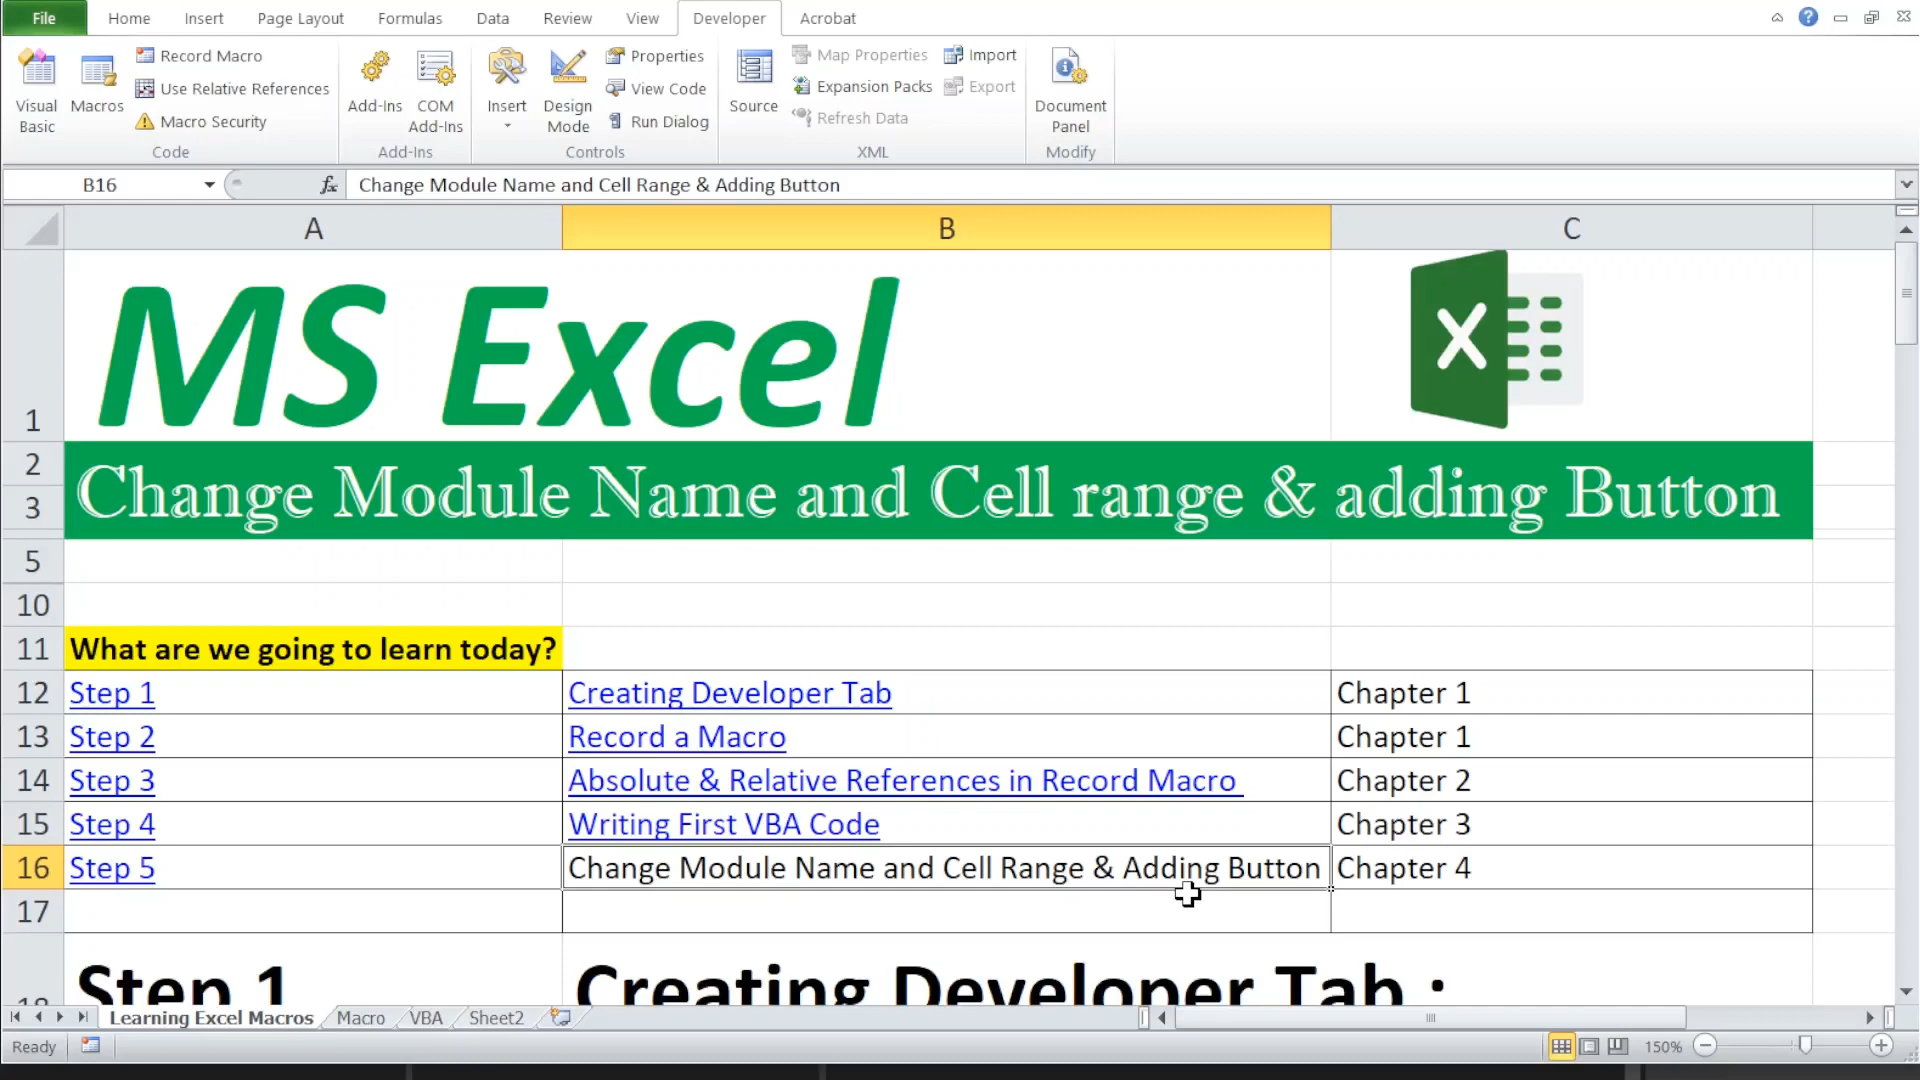 File Home Insert Page Layout Formulas Data Review View Developer Acrobat
Visual Basic
Macros
Record Macro
Use Relative References
Macro Security
Code
Add-Ins
COM Add-Ins
Add-Ins
Insert
Design Mode
Properties
View Code
Run Dialog
Controls
Source
Map Properties
Expansion Packs
Refresh Data
Import
Export
XML
Document Panel
Modify
B16 fx Change Module Name and Cell Range & Adding Button
A B C
1 MS Excel X
2
3 Change Module Name and Cell range & adding Button
5
10
11 What are we going to learn today?
12 Step 1 Creating Developer Tab Chapter 1
13 Step 2 Record a Macro Chapter 1
14 Step 3 Absolute & Relative References in Record Macro Chapter 2
15 Step 4 Writing First VBA Code Chapter 3
16 Step 5 Change Module Name and Cell Range & Adding Button Chapter 4
17
18 Step 1 Creating Developer Tab :
Learning Excel Macros Macro VBA Sheet2
Ready 150%